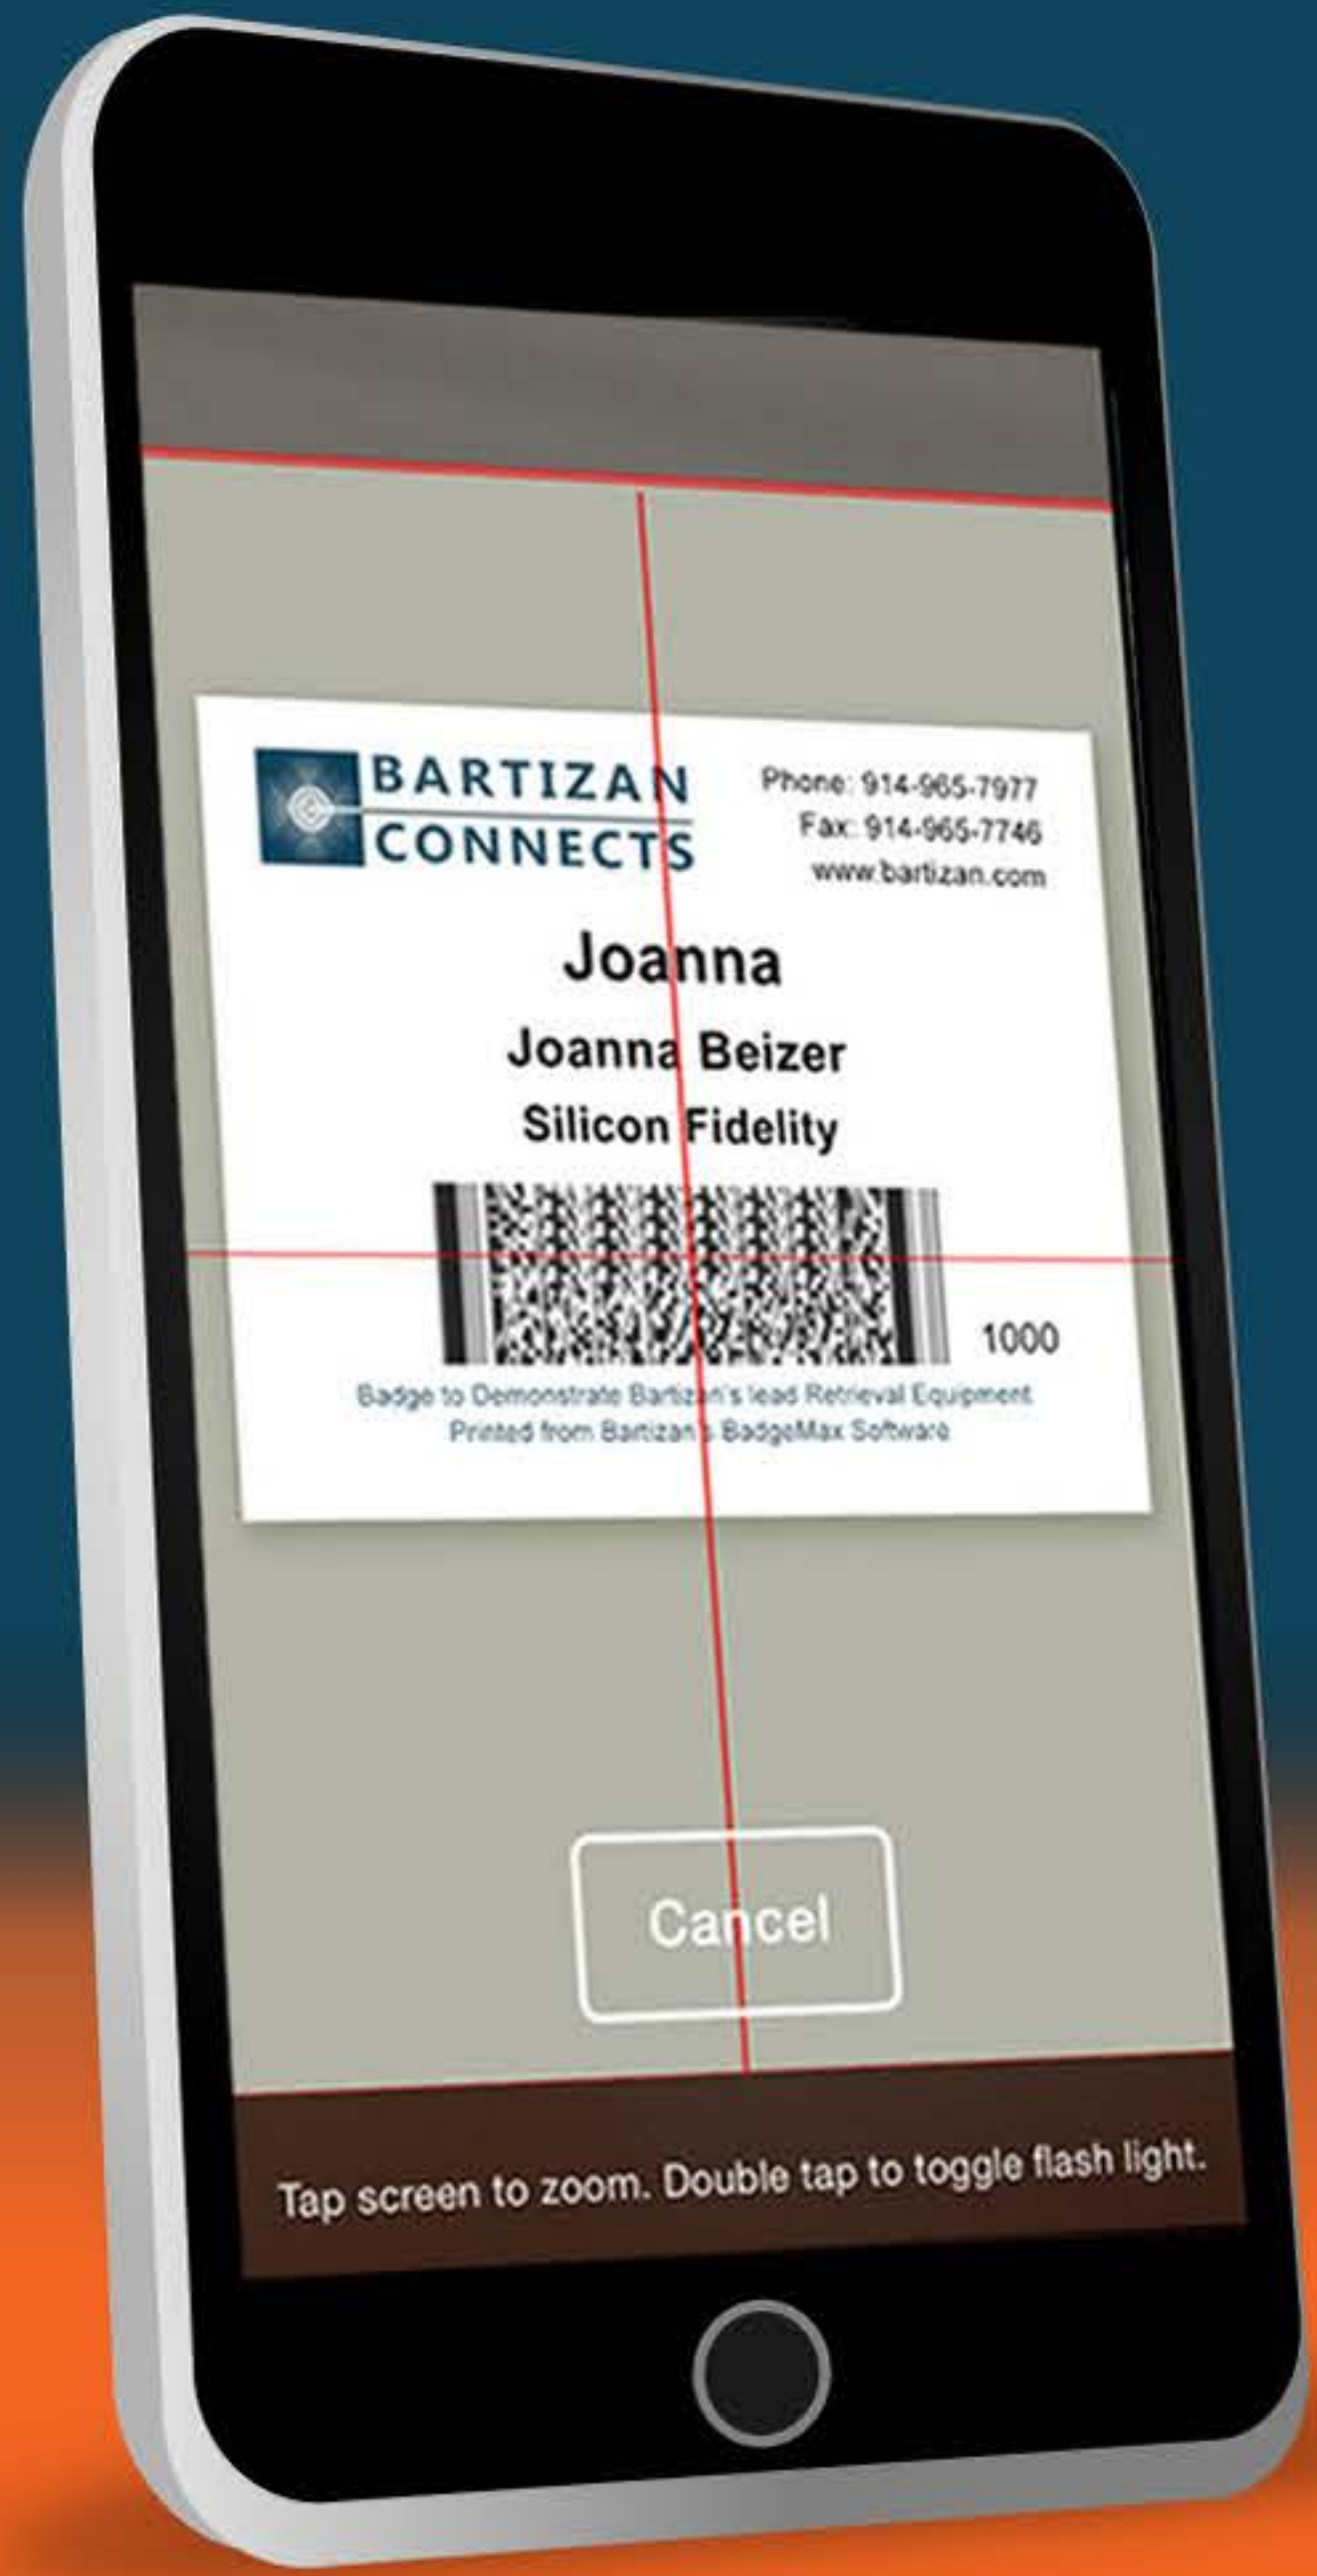 BARTIZAN
CONNECTS
Phone: 914-965-7977
Fax: 914-965-7746
www.bartizan.com
Joanna
Joanna Beizer
Silicon Fidelity
1000
Badge to Demonstrate Bartizan's lead Retrieval Equipment
Printed from Bartizan's BadgeMax Software
Cancel
Tap screen to zoom. Double tap to toggle flash light.